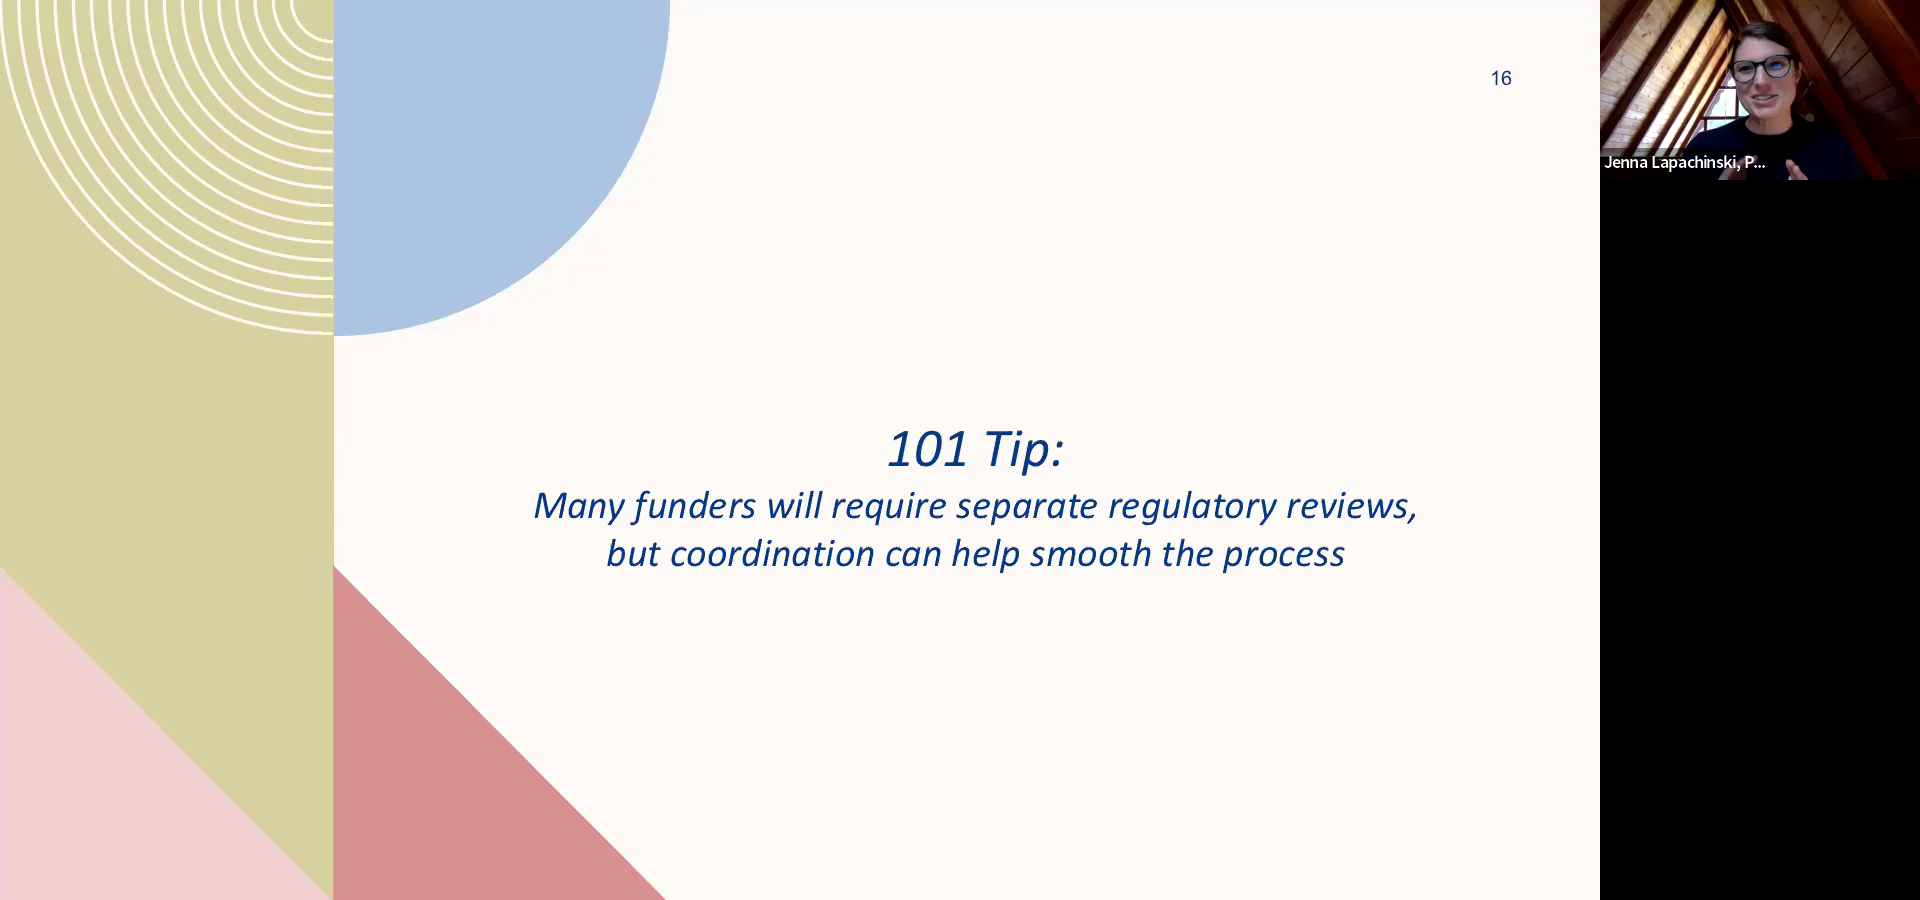 16
Jenna Lapachinski, P...
101 Tip:
Many funders will require separate regulatory reviews,
but coordination can help smooth the process